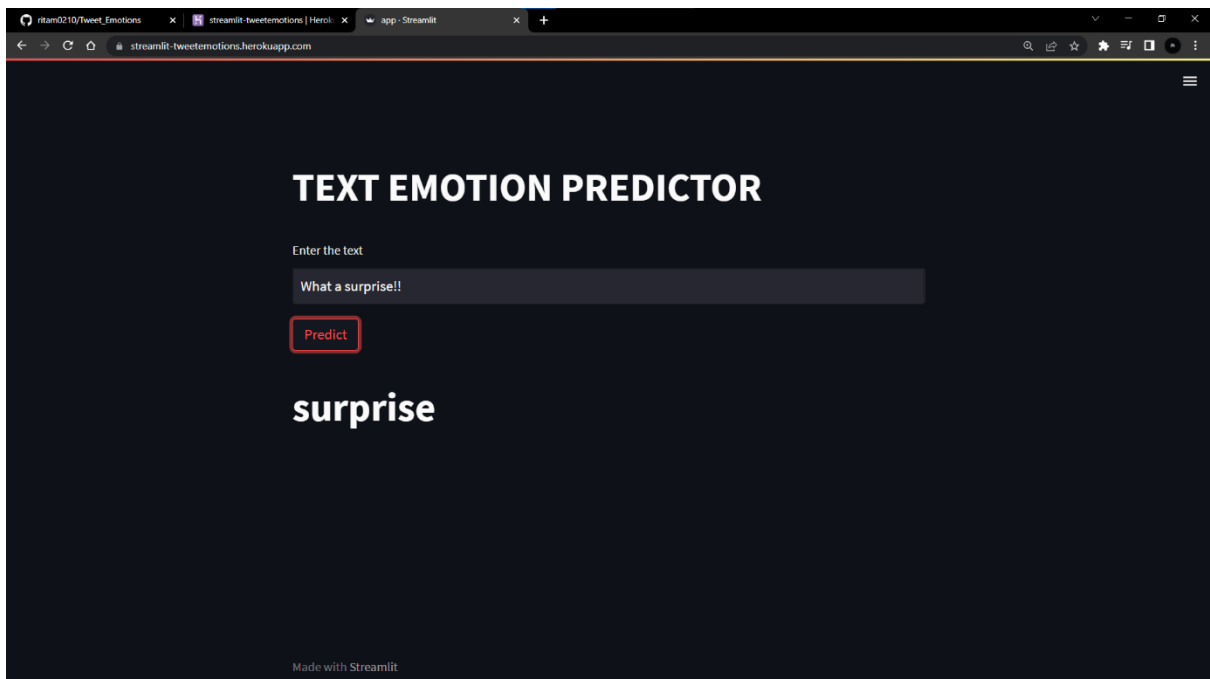 ritam0210/Tweet_Emotions
streamlit-tweetemotions | Herok
app · Streamlit
streamlit-tweetemotions.herokuapp.com
TEXT EMOTION PREDICTOR
Enter the text
What a surprise!!
Predict
surprise
Made with Streamlit